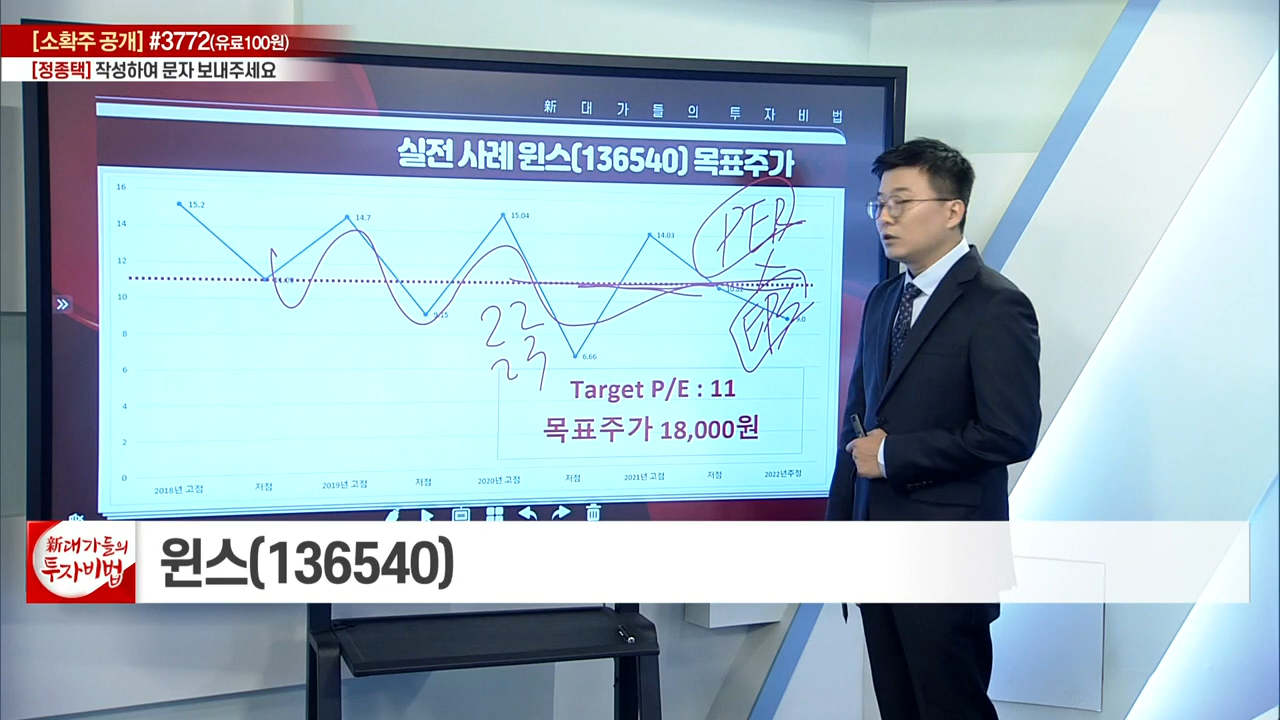 [소확주 공개] #3772(유료100원)
[정종택] 작성하여 문자 보내주세요
新 대 가 들 의 투 자 비 법
실전 사례 윈스(136540) 목표주가
16
14
12
10
8
6
4
2
0
15.2
14.7
9.15
15.04
6.66
14.03
PER
EPS
Target P/E : 11
목표주가 18,000원
2018년 고점 저점 2019년 고점 저점 2020년 고점 저점 2021년 고점 저점 2022년추정
新대가들의
투자비법
윈스(136540)